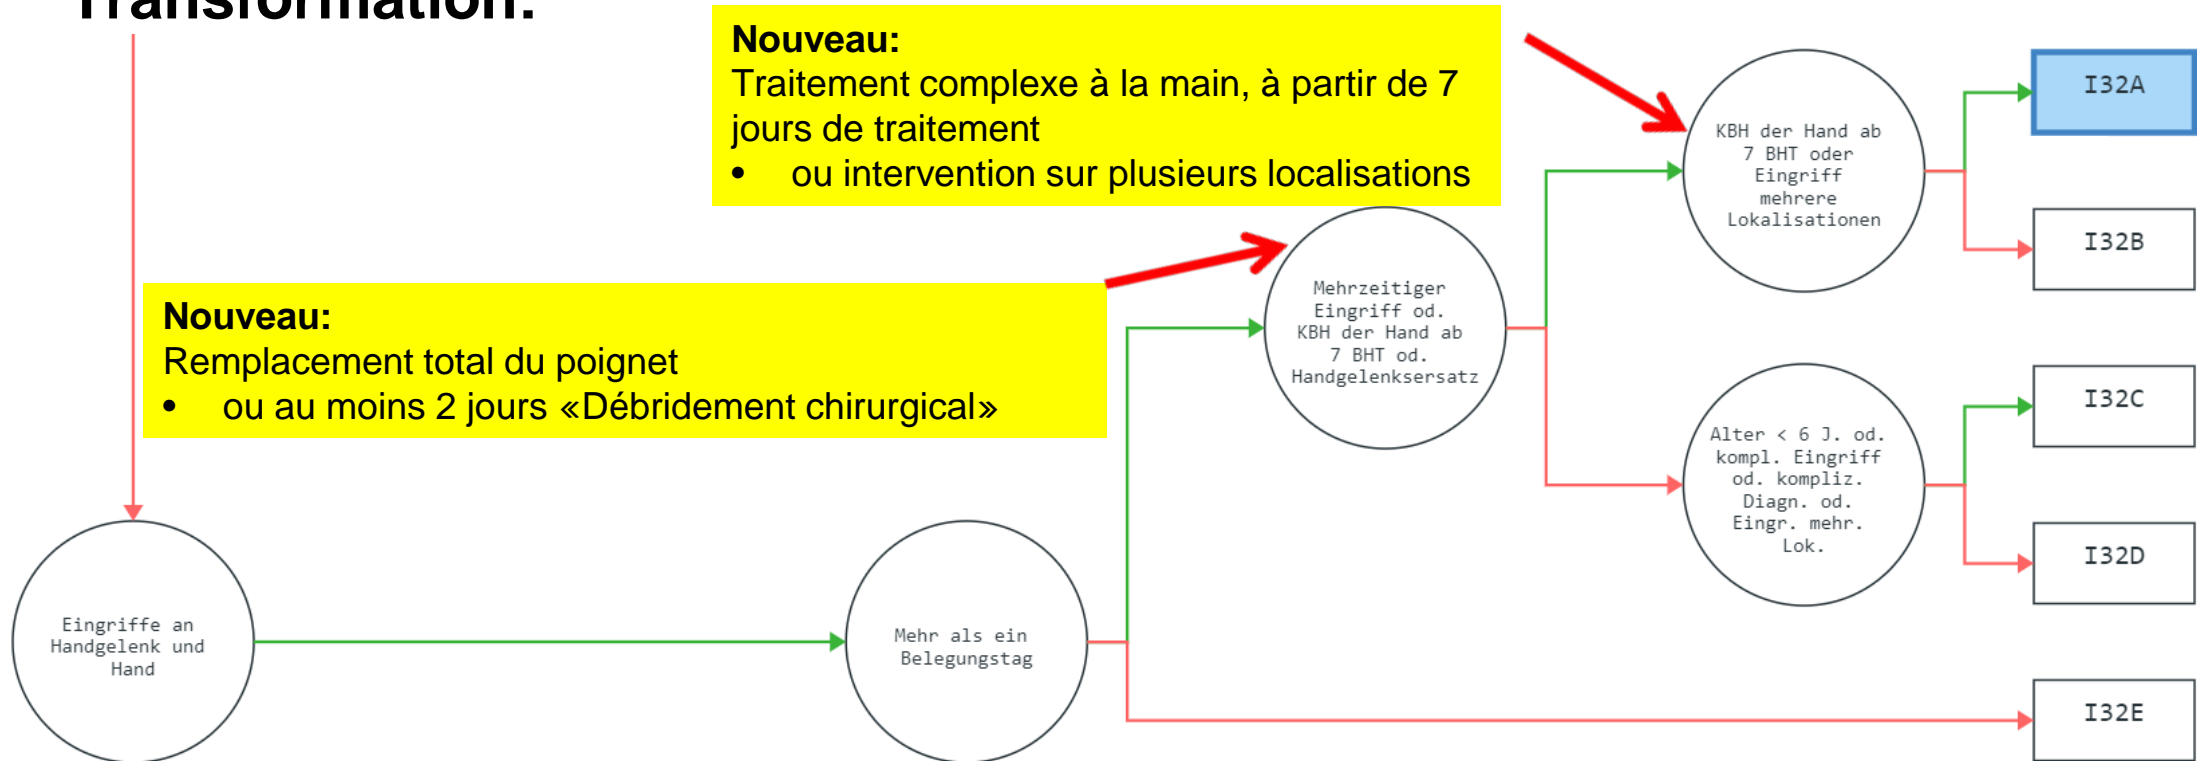 Transformation:
Nouveau:
Traitement complexe à la main, à partir de 7
jours de traitement
• ou intervention sur plusieurs localisations
Nouveau:
Remplacement total du poignet
• ou au moins 2 jours «Débridement chirurgical»
Eingriffe an
Handgelenk und
Hand
Mehr als ein
Belegungstag
Mehrzeitiger
Eingriff od.
KBH der Hand ab
7 BHT od.
Handgelenksersatz
KBH der Hand ab
7 BHT oder
Eingriff
mehrere
Lokalisationen
Alter < 6 J. od.
kompl. Eingriff
od. kompliz.
Diagn. od.
Eingr. mehr.
Lok.
I32A
I32B
I32C
I32D
I32E